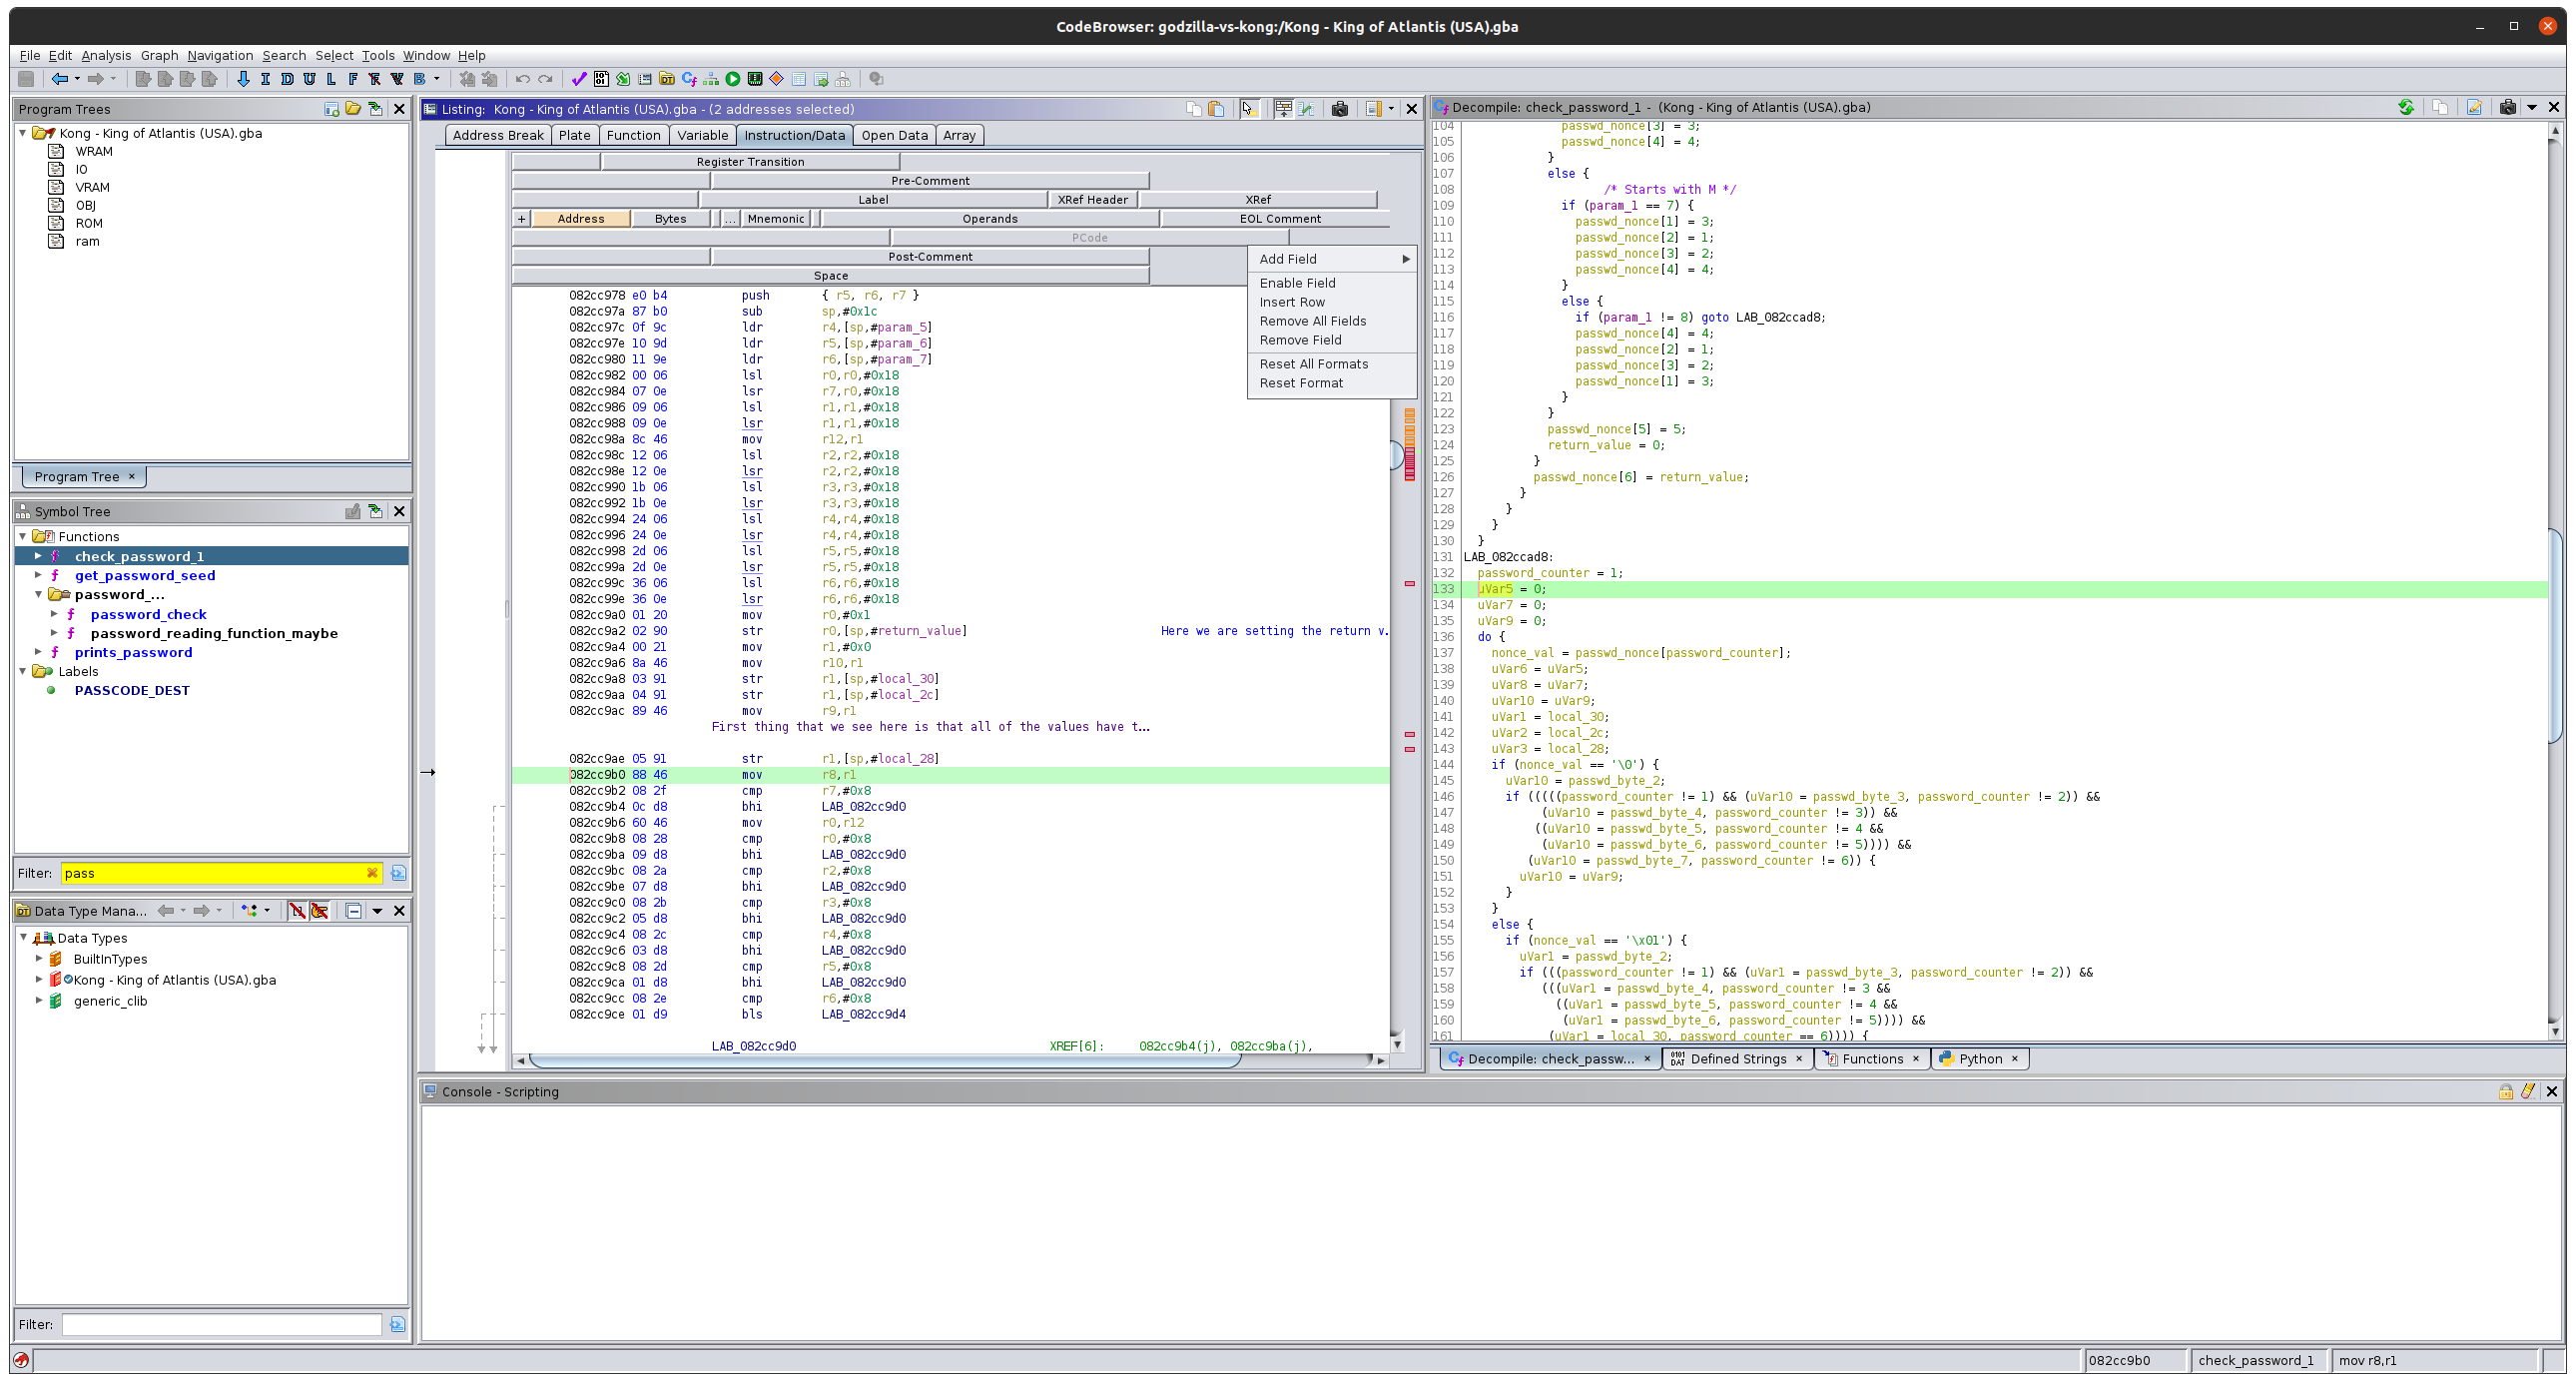 CodeBrowser: godzilla-vs-kong:/Kong - King of Atlantis (USA).gba
File Edit Analysis Graph Navigation Search Select Tools Window Help
I D U L F B
Program Trees
Kong - King of Atlantis (USA).gba
WRAM
IO
VRAM
OBJ
ROM
ram
Program Tree ×
Symbol Tree
Functions
check_password_1
get_password_seed
password_...
password_check
password_reading_function_maybe
prints_password
Labels
PASSCODE_DEST
Filter: pass
Data Type Mana...
Data Types
BuiltInTypes
Kong - King of Atlantis (USA).gba
generic_clib
Filter:
Listing: Kong - King of Atlantis (USA).gba - (2 addresses selected)
Address Break Plate Function Variable Instruction/Data Open Data Array
Register Transition
Pre-Comment
Label XRef Header XRef
+ Address Bytes ... Mnemonic Operands EOL Comment
PCode
Post-Comment
Space
Add Field
Enable Field
Insert Row
Remove All Fields
Remove Field
Reset All Formats
Reset Format
082cc978 e0 b4 push { r5, r6, r7 }
082cc97a 87 b0 sub sp,#0x1c
082cc97c 0f 9c ldr r4,[sp,#param_5]
082cc97e 10 9d ldr r5,[sp,#param_6]
082cc980 11 9e ldr r6,[sp,#param_7]
082cc982 00 06 lsl r0,r0,#0x18
082cc984 07 0e lsr r7,r0,#0x18
082cc986 09 06 lsl r1,r1,#0x18
082cc988 09 0e lsr r1,r1,#0x18
082cc98a 8c 46 mov r12,r1
082cc98c 12 06 lsl r2,r2,#0x18
082cc98e 12 0e lsr r2,r2,#0x18
082cc990 1b 06 lsl r3,r3,#0x18
082cc992 1b 0e lsr r3,r3,#0x18
082cc994 24 06 lsl r4,r4,#0x18
082cc996 24 0e lsr r4,r4,#0x18
082cc998 2d 06 lsl r5,r5,#0x18
082cc99a 2d 0e lsr r5,r5,#0x18
082cc99c 36 06 lsl r6,r6,#0x18
082cc99e 36 0e lsr r6,r6,#0x18
082cc9a0 01 20 mov r0,#0x1
082cc9a2 02 90 str r0,[sp,#return_value] Here we are setting the return v.
082cc9a4 00 21 mov r1,#0x0
082cc9a6 8a 46 mov r10,r1
082cc9a8 03 91 str r1,[sp,#local_30]
082cc9aa 04 91 str r1,[sp,#local_2c]
082cc9ac 89 46 mov r9,r1
First thing that we see here is that all of the values have t...
082cc9ae 05 91 str r1,[sp,#local_28]
082cc9b0 88 46 mov r8,r1
082cc9b2 08 2f cmp r7,#0x8
082cc9b4 0c d8 bhi LAB_082cc9d0
082cc9b6 60 46 mov r0,r12
082cc9b8 08 28 cmp r0,#0x8
082cc9ba 09 d8 bhi LAB_082cc9d0
082cc9bc 08 2a cmp r2,#0x8
082cc9be 07 d8 bhi LAB_082cc9d0
082cc9c0 08 2b cmp r3,#0x8
082cc9c2 05 d8 bhi LAB_082cc9d0
082cc9c4 08 2c cmp r4,#0x8
082cc9c6 03 d8 bhi LAB_082cc9d0
082cc9c8 08 2d cmp r5,#0x8
082cc9ca 01 d8 bhi LAB_082cc9d0
082cc9cc 08 2e cmp r6,#0x8
082cc9ce 01 d9 bls LAB_082cc9d4
LAB_082cc9d0 XREF[6]: 082cc9b4(j), 082cc9ba(j),
Decompile: check_password_1 - (Kong - King of Atlantis (USA).gba)
104 passwd_nonce[3] = 3;
105 passwd_nonce[4] = 4;
106 }
107 else {
108 /* Starts with M */
109 if (param_1 == 7) {
110 passwd_nonce[1] = 3;
111 passwd_nonce[2] = 1;
112 passwd_nonce[3] = 2;
113 passwd_nonce[4] = 4;
114 }
115 else {
116 if (param_1 != 8) goto LAB_082ccad8;
117 passwd_nonce[4] = 4;
118 passwd_nonce[2] = 1;
119 passwd_nonce[3] = 2;
120 passwd_nonce[1] = 3;
121 }
122 }
123 passwd_nonce[5] = 5;
124 return_value = 0;
125 }
126 passwd_nonce[6] = return_value;
127 }
128 }
129 }
130 }
131 LAB_082ccad8:
132 password_counter = 1;
133 uVar5 = 0;
134 uVar7 = 0;
135 uVar9 = 0;
136 do {
137 nonce_val = passwd_nonce[password_counter];
138 uVar6 = uVar5;
139 uVar8 = uVar7;
140 uVar10 = uVar9;
141 uVar1 = local_30;
142 uVar2 = local_2c;
143 uVar3 = local_28;
144 if (nonce_val == '\0') {
145 uVar10 = passwd_byte_2;
146 if (((((password_counter != 1) && (uVar10 = passwd_byte_3, password_counter != 2)) &&
147 (uVar10 = passwd_byte_4, password_counter != 3)) &&
148 ((uVar10 = passwd_byte_5, password_counter != 4 &&
149 (uVar10 = passwd_byte_6, password_counter != 5)))) &&
150 (uVar10 = passwd_byte_7, password_counter != 6)) {
151 uVar10 = uVar9;
152 }
153 }
154 else {
155 if (nonce_val == '\x01') {
156 uVar1 = passwd_byte_2;
157 if (((password_counter != 1) && (uVar1 = passwd_byte_3, password_counter != 2)) &&
158 (((uVar1 = passwd_byte_4, password_counter != 3 &&
159 ((uVar1 = passwd_byte_5, password_counter != 4 &&
160 (uVar1 = passwd_byte_6, password_counter != 5)))) &&
161 (uVar1 = local_30, password_counter == 6)))) {
Decompile: check_passw... × Defined Strings × Functions × Python ×
Console - Scripting
082cc9b0 check_password_1 mov r8,r1